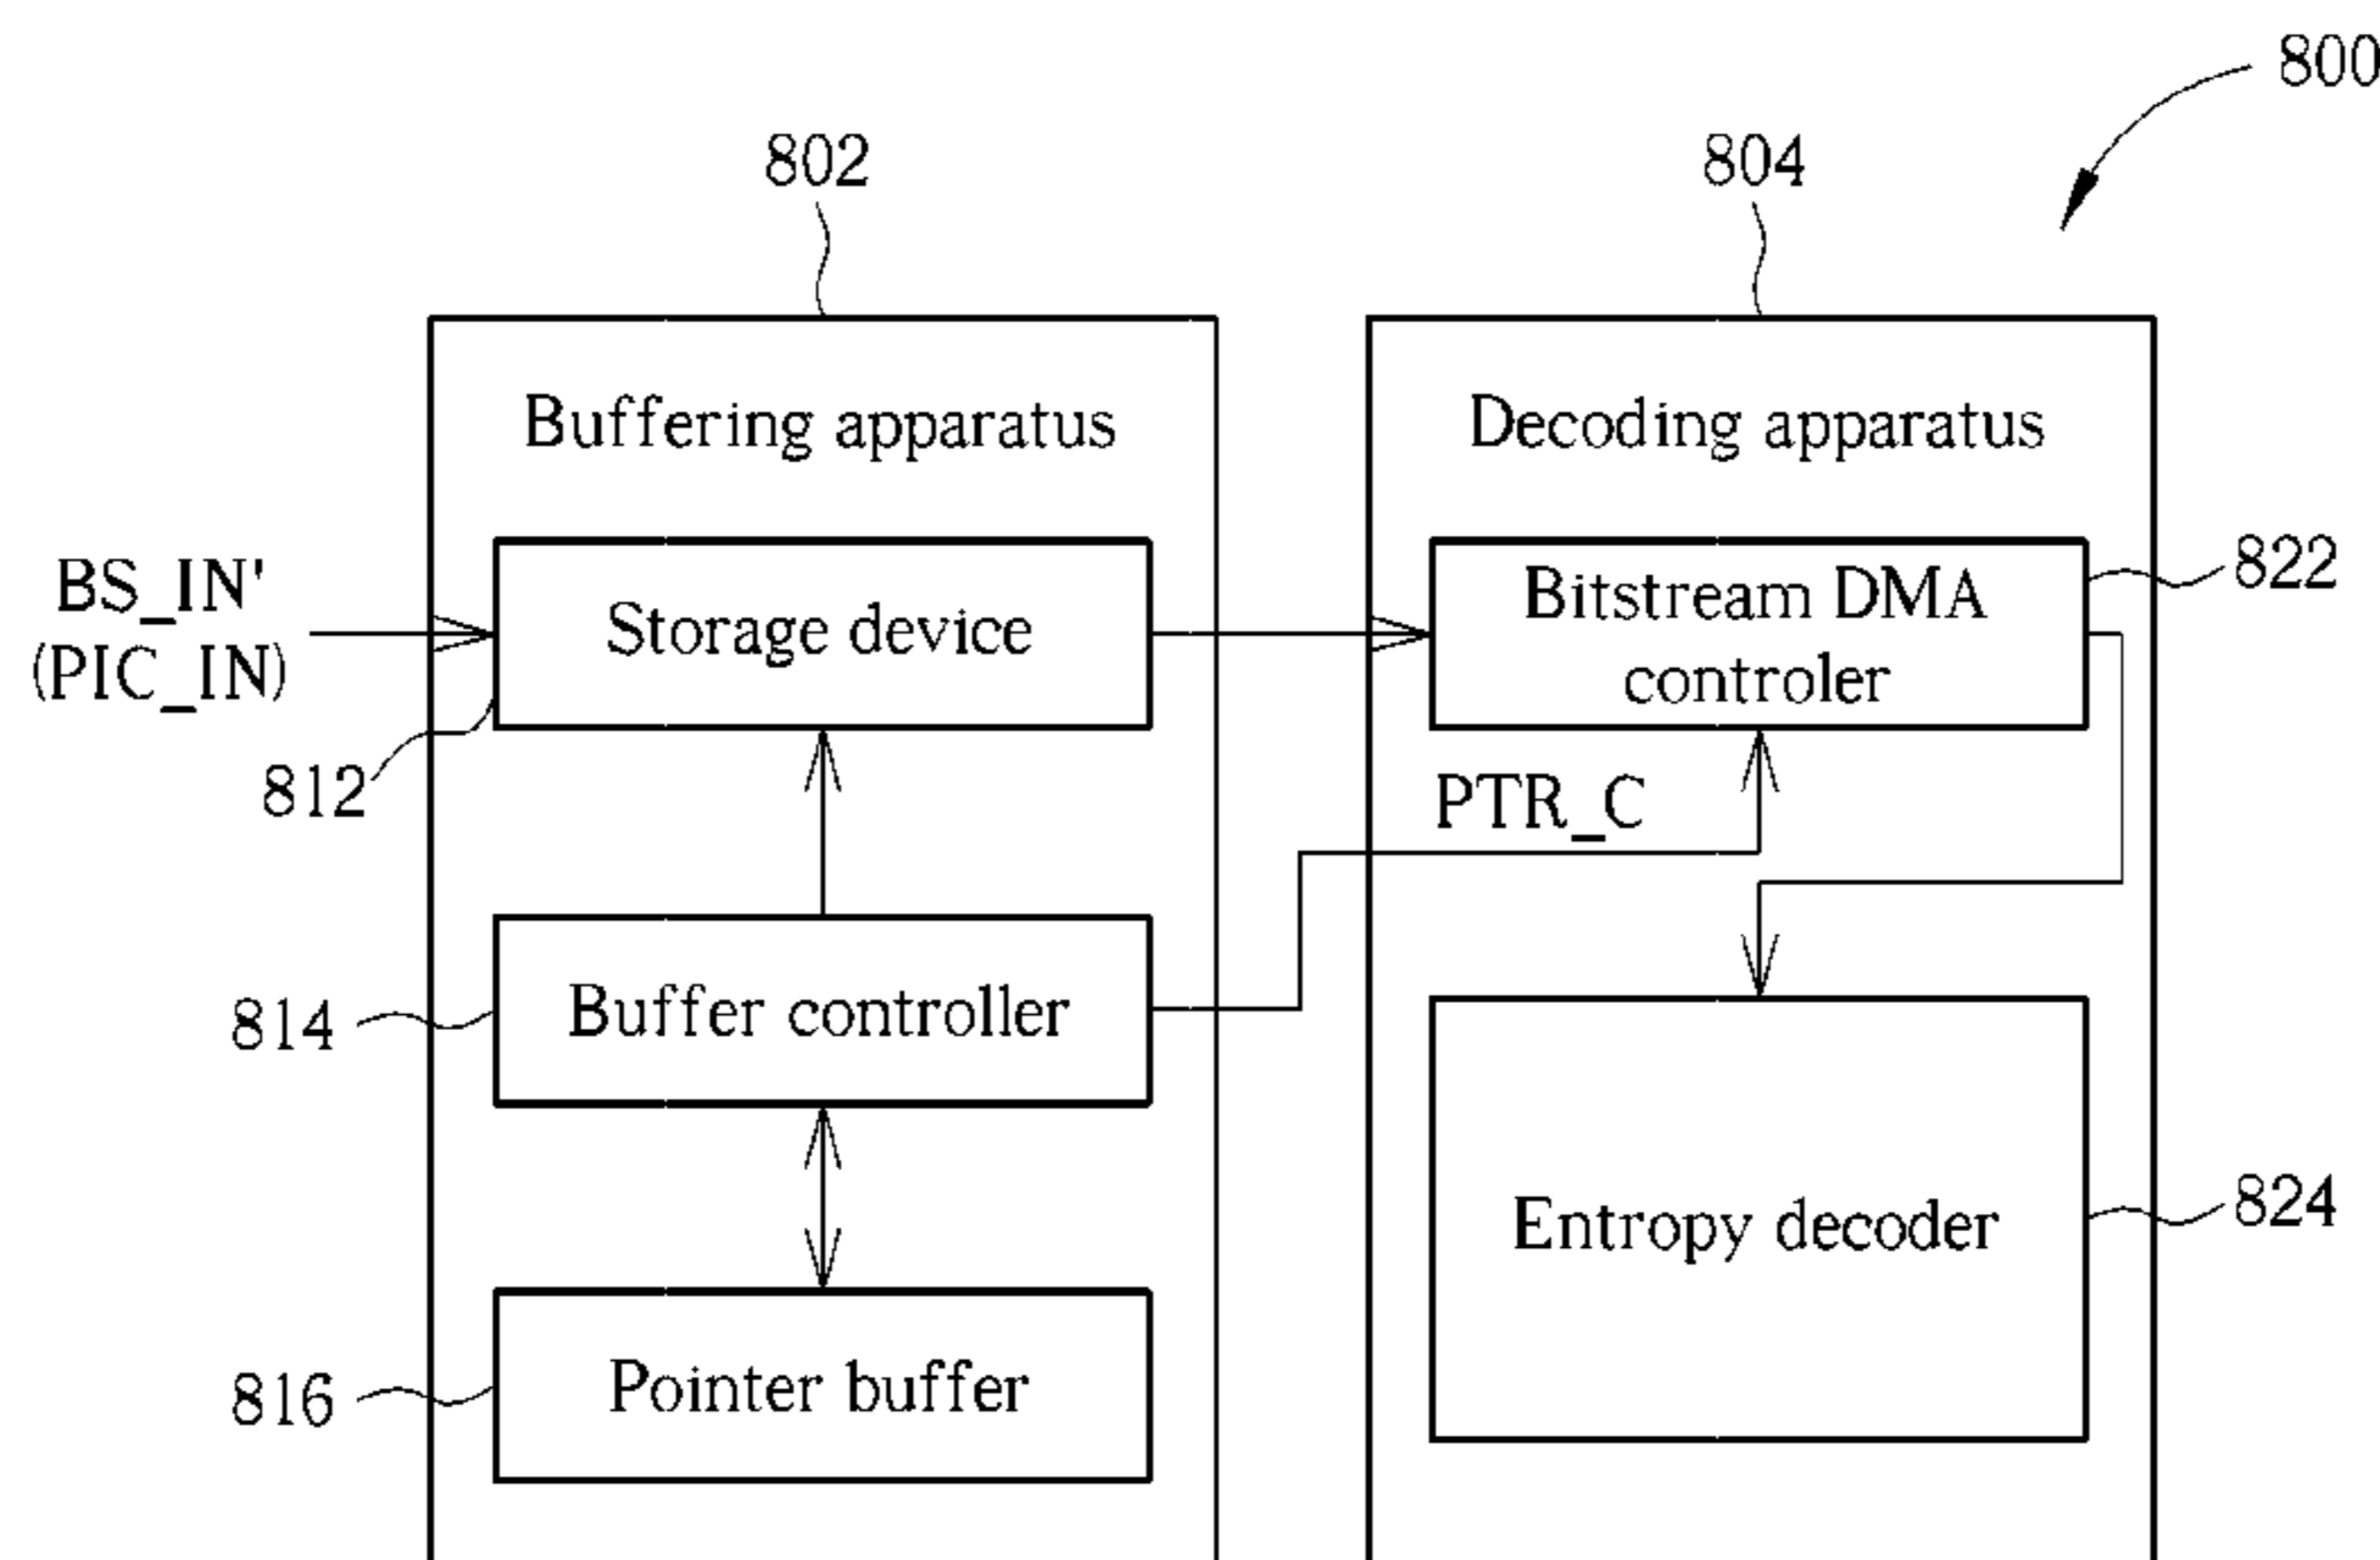 800
802
804
Buffering apparatus
Decoding apparatus
BS_IN'
(PIC_IN)
Storage device
Bitstream DMA
controler
822
812
PTR_C
814
Buffer controller
Entropy decoder
824
816
Pointer buffer